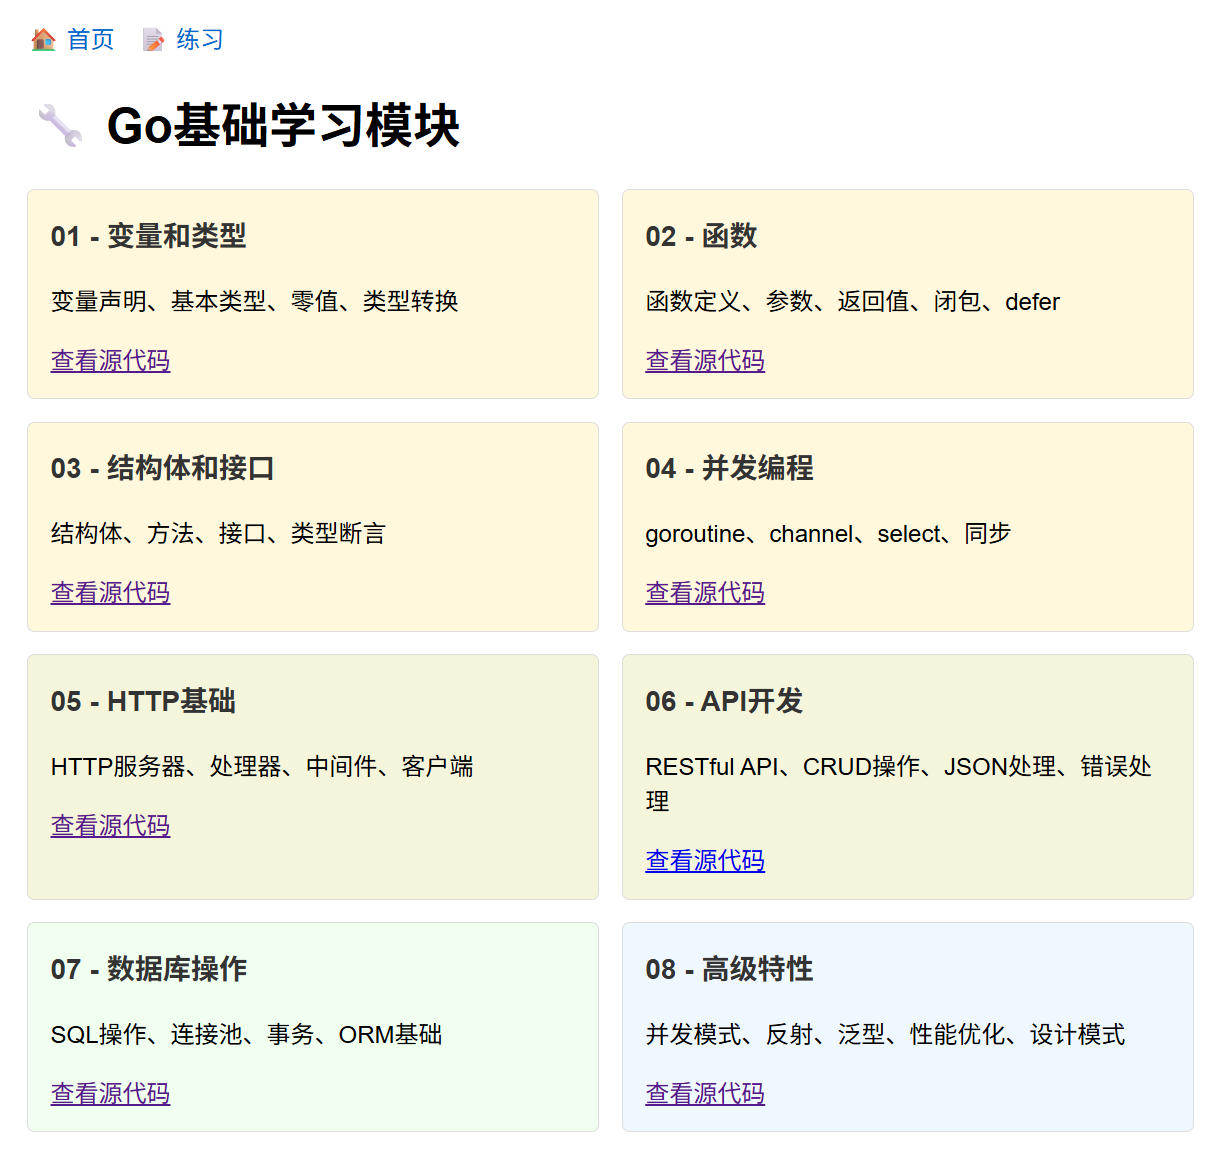 首页 练习
Go基础学习模块
01 - 变量和类型
变量声明、基本类型、零值、类型转换
查看源代码
02 - 函数
函数定义、参数、返回值、闭包、defer
查看源代码
03 - 结构体和接口
结构体、方法、接口、类型断言
查看源代码
04 - 并发编程
goroutine、channel、select、同步
查看源代码
05 - HTTP基础
HTTP服务器、处理器、中间件、客户端
查看源代码
06 - API开发
RESTful API、CRUD操作、JSON处理、错误处
理
查看源代码
07 - 数据库操作
SQL操作、连接池、事务、ORM基础
查看源代码
08 - 高级特性
并发模式、反射、泛型、性能优化、设计模式
查看源代码